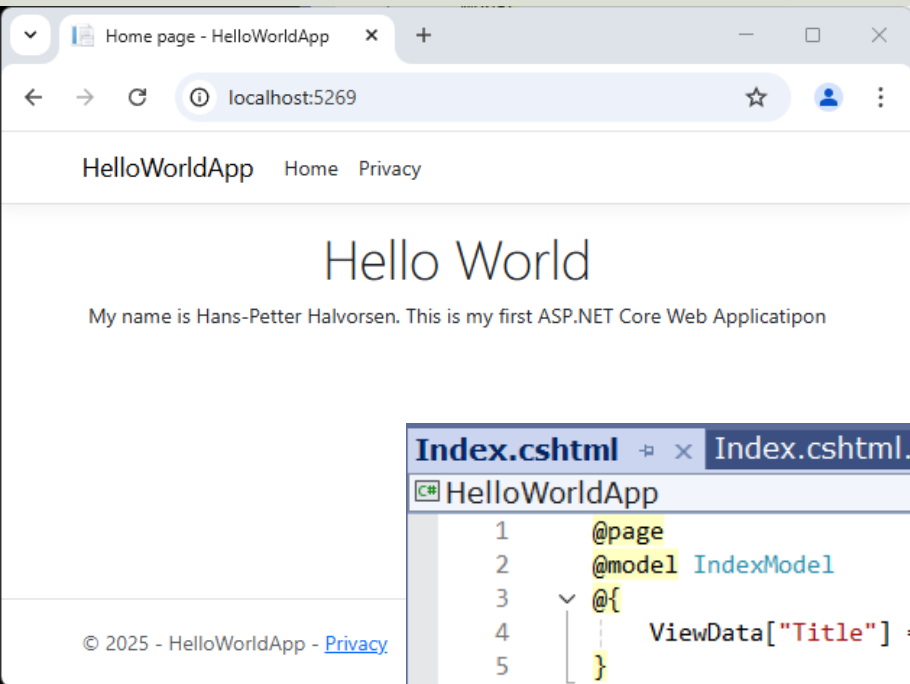 Home page - HelloWorldApp
localhost:5269
HelloWorldApp Home Privacy
Hello World
My name is Hans-Petter Halvorsen. This is my first ASP.NET Core Web Applicatipon
© 2025 - HelloWorldApp - Privacy
Index.cshtml Index.cshtml.
C# HelloWorldApp
1 @page
2 @model IndexModel
3 @{
4 ViewData["Title"] =
5 }